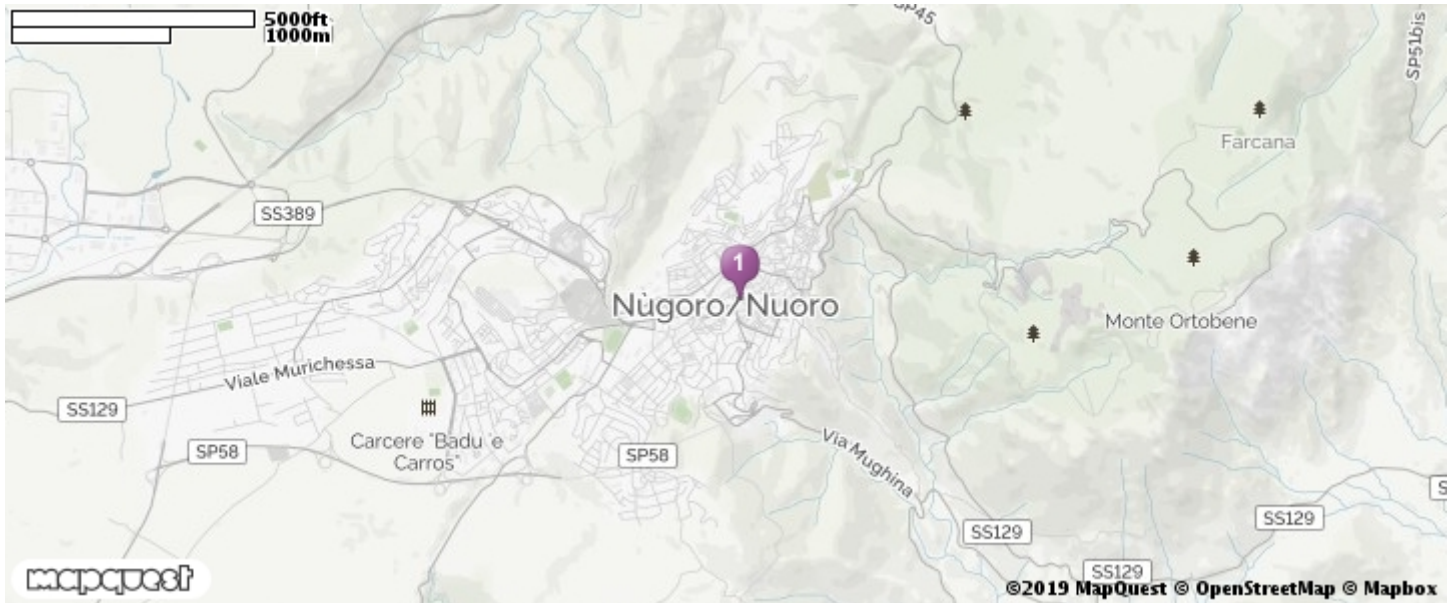 5000ft
1000m
SP45
SP51bis
Farcana
SS389
1
Nùgoro/Nuoro
Monte Ortobene
Viale Murichessa
SS129
Carcere "Badu 'e
Carros"
SP58
SP58
Via Mughina
SS129
SS129
SS129
mapquest
©2019 MapQuest © OpenStreetMap © Mapbox